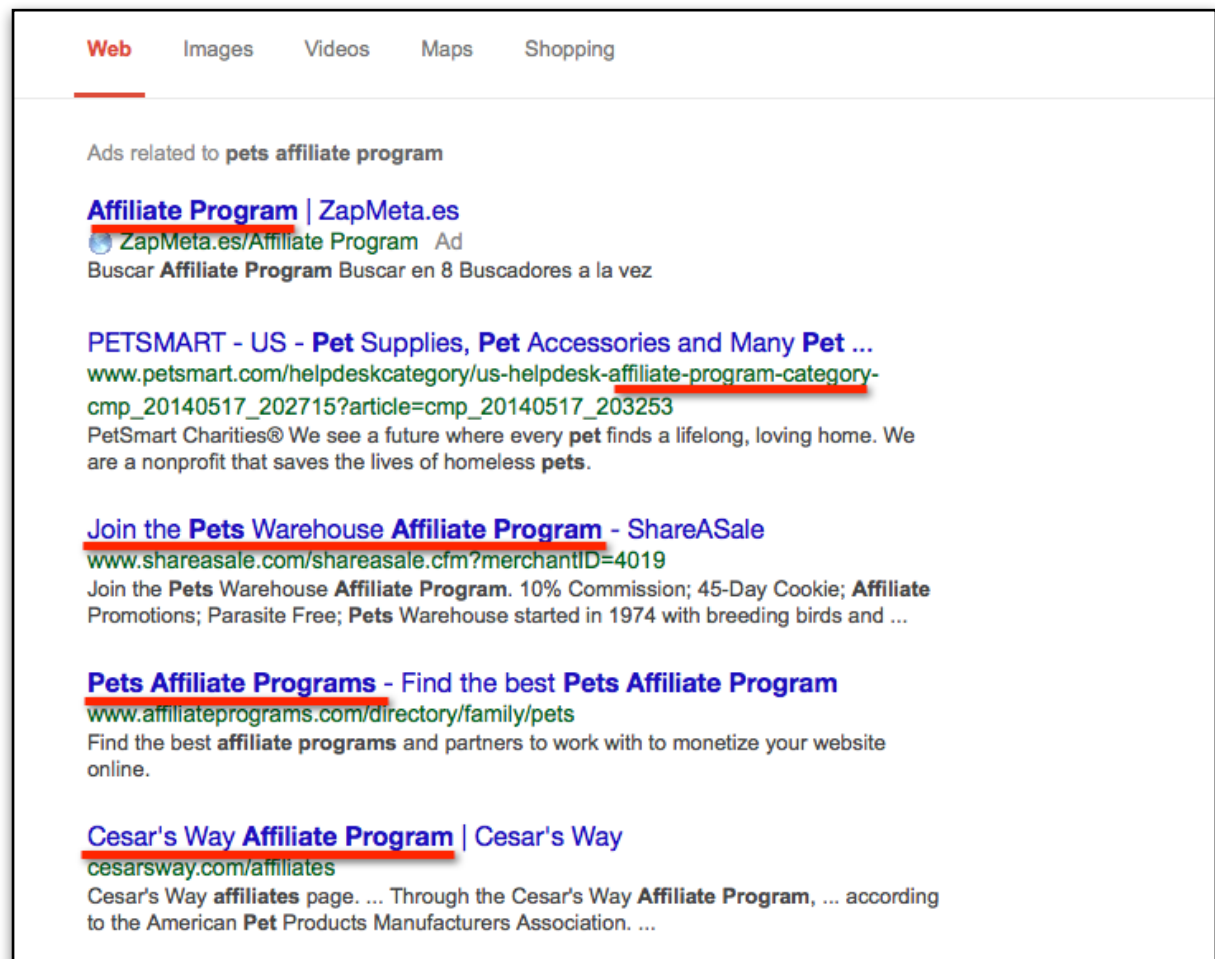 Web Images Videos Maps Shopping
Ads related to pets affiliate program
Affiliate Program | ZapMeta.es
ZapMeta.es/Affiliate Program Ad
Buscar Affiliate Program Buscar en 8 Buscadores a la vez
PETSMART - US - Pet Supplies, Pet Accessories and Many Pet ...
www.petsmart.com/helpdeskcategory/us-helpdesk-affiliate-program-category-
cmp_20140517_202715?article=cmp_20140517_203253
PetSmart Charities® We see a future where every pet finds a lifelong, loving home. We
are a nonprofit that saves the lives of homeless pets.
Join the Pets Warehouse Affiliate Program - ShareASale
www.shareasale.com/shareasale.cfm?merchantID=4019
Join the Pets Warehouse Affiliate Program. 10% Commission; 45-Day Cookie; Affiliate
Promotions; Parasite Free; Pets Warehouse started in 1974 with breeding birds and ...
Pets Affiliate Programs - Find the best Pets Affiliate Program
www.affiliateprograms.com/directory/family/pets
Find the best affiliate programs and partners to work with to monetize your website
online.
Cesar's Way Affiliate Program | Cesar's Way
cesarsway.com/affiliates
Cesar's Way affiliates page. ... Through the Cesar's Way Affiliate Program, ... according
to the American Pet Products Manufacturers Association. ...